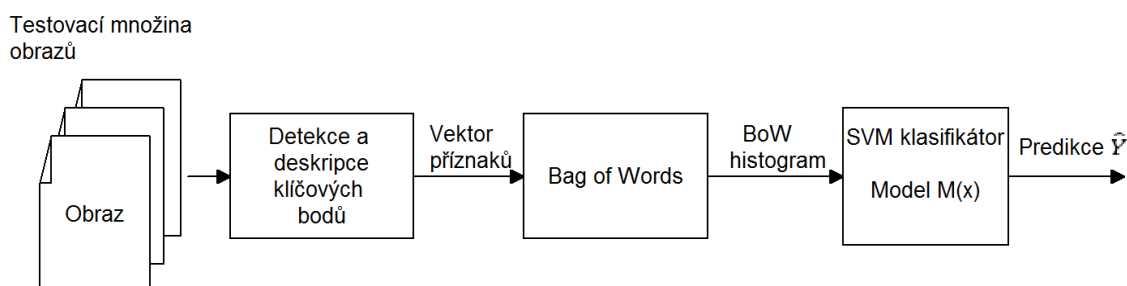 Testovací množina
obrazů
Obraz
Detekce a
deskripce
klíčových
bodů
Vektor
příznaků
Bag of Words
BoW
histogram
SVM klasifikátor
Model M(x)
Predikce Ŷ